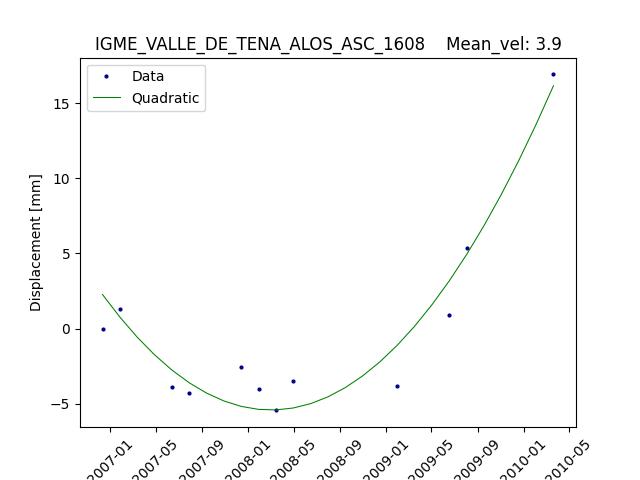 IGME_VALLE_DE_TENA_ALOS_ASC_1608    Mean_vel: 3.9
Data
Quadratic
Displacement [mm]
15
10
5
0
−5
2007-01 2007-05 2007-09 2008-01 2008-05 2008-09 2009-01 2009-05 2009-09 2010-01 2010-05